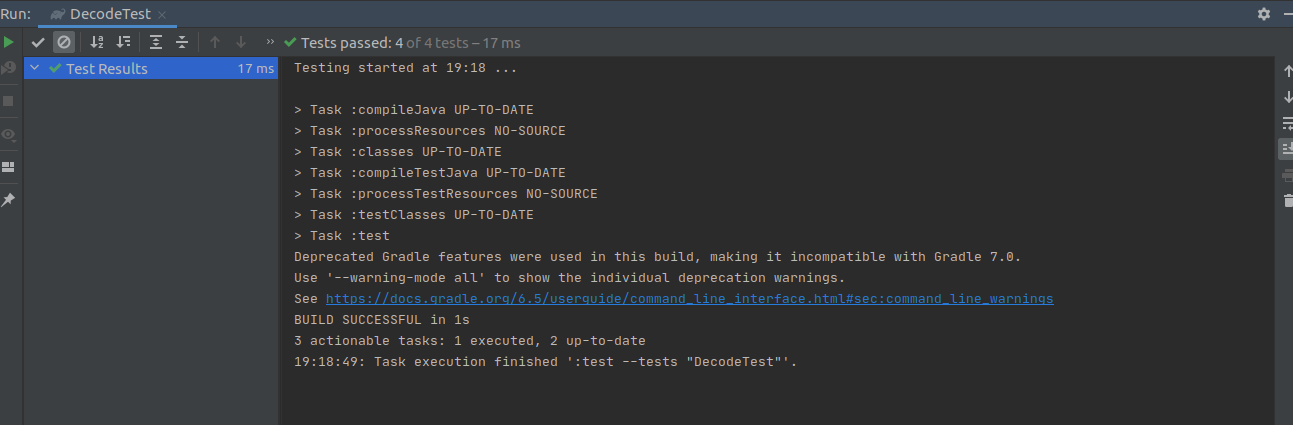 Run: DecodeTest
Tests passed: 4 of 4 tests – 17 ms
Test Results 17 ms
Testing started at 19:18 ...
> Task :compileJava UP-TO-DATE
> Task :processResources NO-SOURCE
> Task :classes UP-TO-DATE
> Task :compileTestJava UP-TO-DATE
> Task :processTestResources NO-SOURCE
> Task :testClasses UP-TO-DATE
> Task :test
Deprecated Gradle features were used in this build, making it incompatible with Gradle 7.0.
Use '--warning-mode all' to show the individual deprecation warnings.
See https://docs.gradle.org/6.5/userguide/command_line_interface.html#sec:command_line_warnings
BUILD SUCCESSFUL in 1s
3 actionable tasks: 1 executed, 2 up-to-date
19:18:49: Task execution finished ':test --tests "DecodeTest"'.